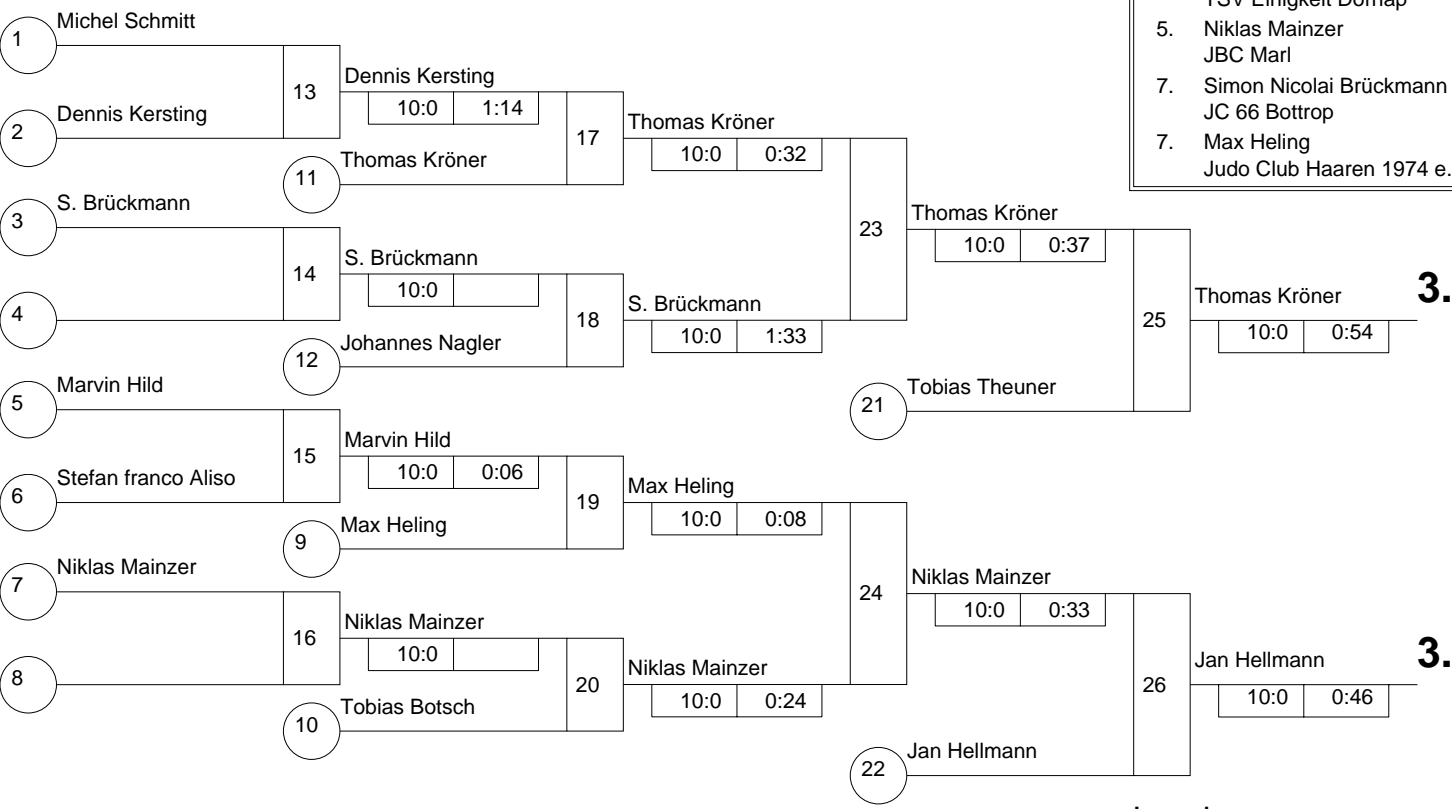 TSV Einigkeit Dornap
5. Niklas Mainzer
JBC Marl
7. Simon Nicolai Brückmann
JC 66 Bottrop
7. Max Heling
Judo Club Haaren 1974 e.
1 Michel Schmitt
13 Dennis Kersting
10:0 1:14
2 Dennis Kersting
17 Thomas Kröner
10:0 0:32
11 Thomas Kröner
3 S. Brückmann
23 Thomas Kröner
10:0 0:37
14 S. Brückmann
10:0
4
18 S. Brückmann
10:0 1:33
12 Johannes Nagler
25 Thomas Kröner 3.
10:0 0:54
5 Marvin Hild
21 Tobias Theuner
15 Marvin Hild
10:0 0:06
6 Stefan franco Aliso
19 Max Heling
10:0 0:08
9 Max Heling
7 Niklas Mainzer
24 Niklas Mainzer
10:0 0:33
16 Niklas Mainzer
10:0
8
20 Niklas Mainzer
10:0 0:24
10 Tobias Botsch
26 Jan Hellmann 3.
10:0 0:46
22 Jan Hellmann